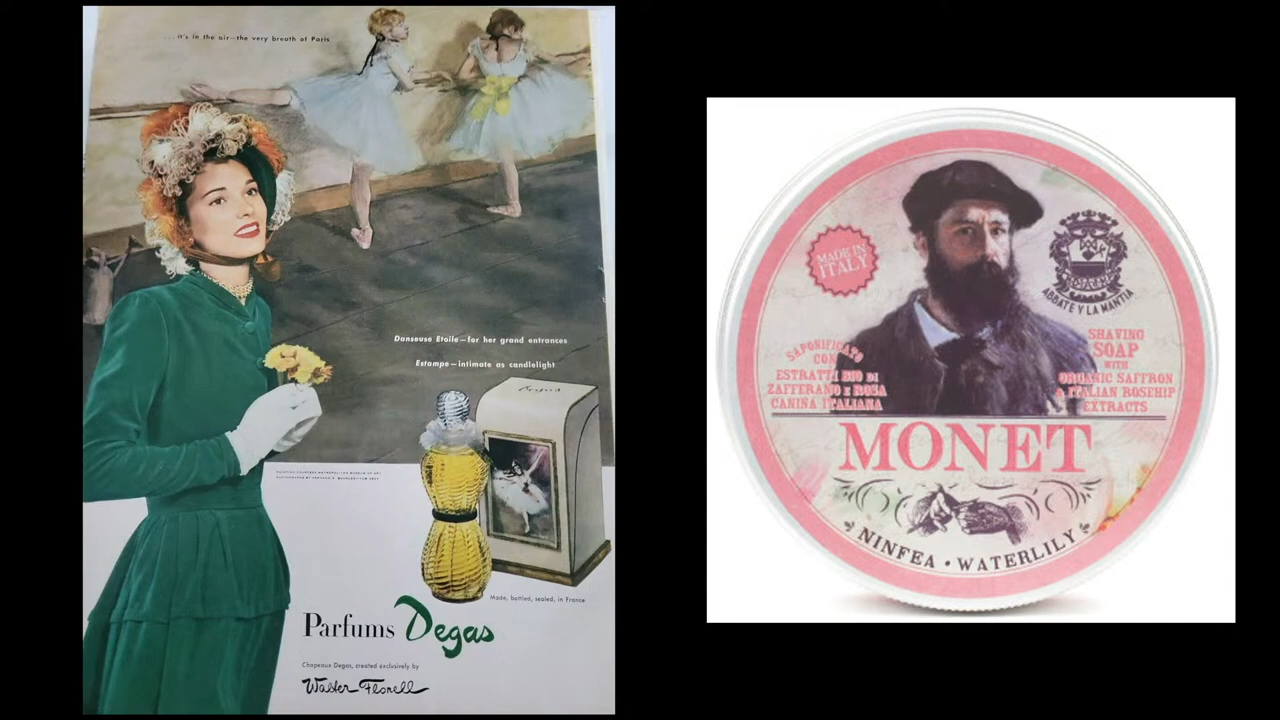 ...it's in the air—the very breath of Paris
Danseuse Etoile—for her grand entrances
Estampe—intimate as candlelight
Degas
Made, bottled, sealed, in France
Parfums Degas
Chapeaux Degas, created exclusively by
Walter Florell
MADE IN
ITALY
ABBATE Y LA MANTIA
SAPONIFICATO
CON
ESTRATTI BIO DI
ZAFFERANO E ROSA
CANINA ITALIANA
SHAVING
SOAP
WITH
ORGANIC SAFFRON
& ITALIAN ROSEHIP
EXTRACTS
MONET
NINFEA • WATERLILY